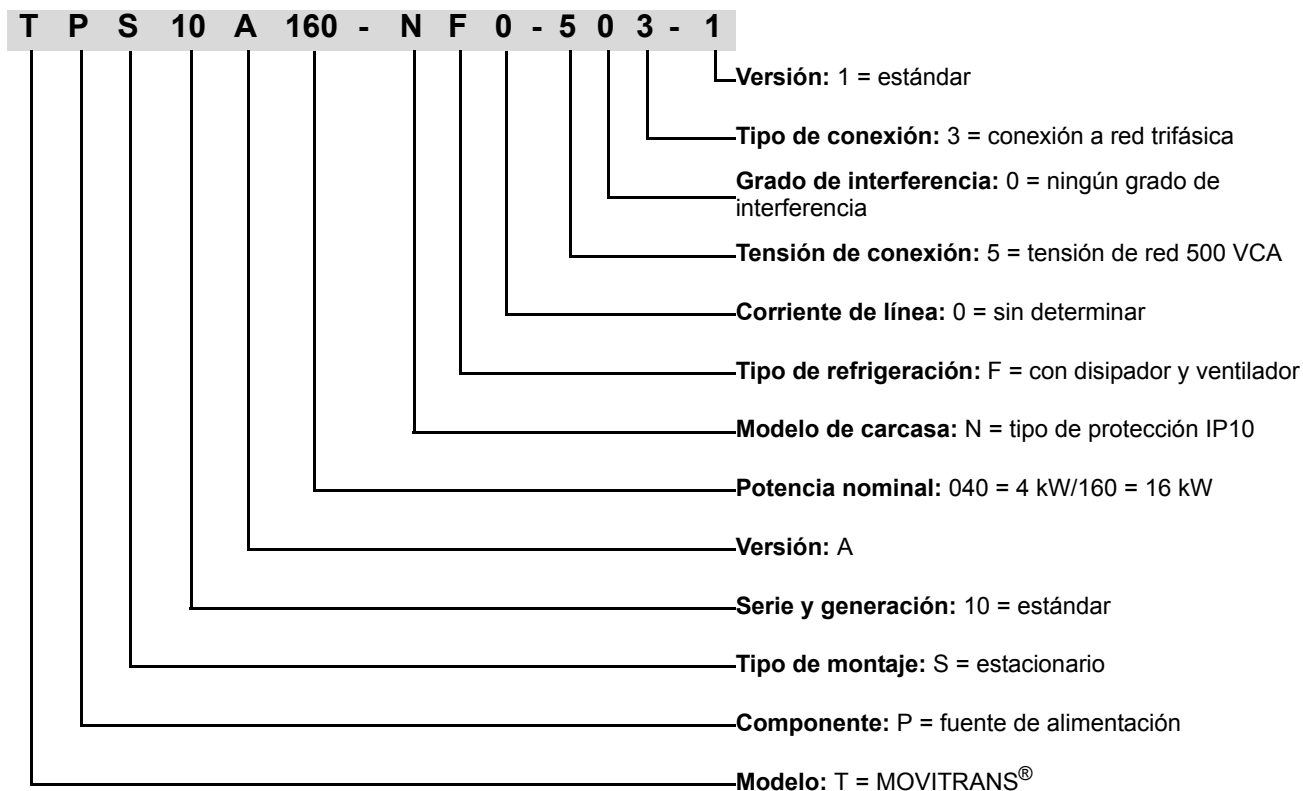 T P S 10 A 160 - N F 0 - 5 0 3 - 1
Versión: 1 = estándar
Tipo de conexión: 3 = conexión a red trifásica
Grado de interferencia: 0 = ningún grado de
interferencia
Tensión de conexión: 5 = tensión de red 500 VCA
Corriente de línea: 0 = sin determinar
Tipo de refrigeración: F = con disipador y ventilador
Modelo de carcasa: N = tipo de protección IP10
Potencia nominal: 040 = 4 kW/160 = 16 kW
Versión: A
Serie y generación: 10 = estándar
Tipo de montaje: S = estacionario
Componente: P = fuente de alimentación
Modelo: T = MOVITRANS®